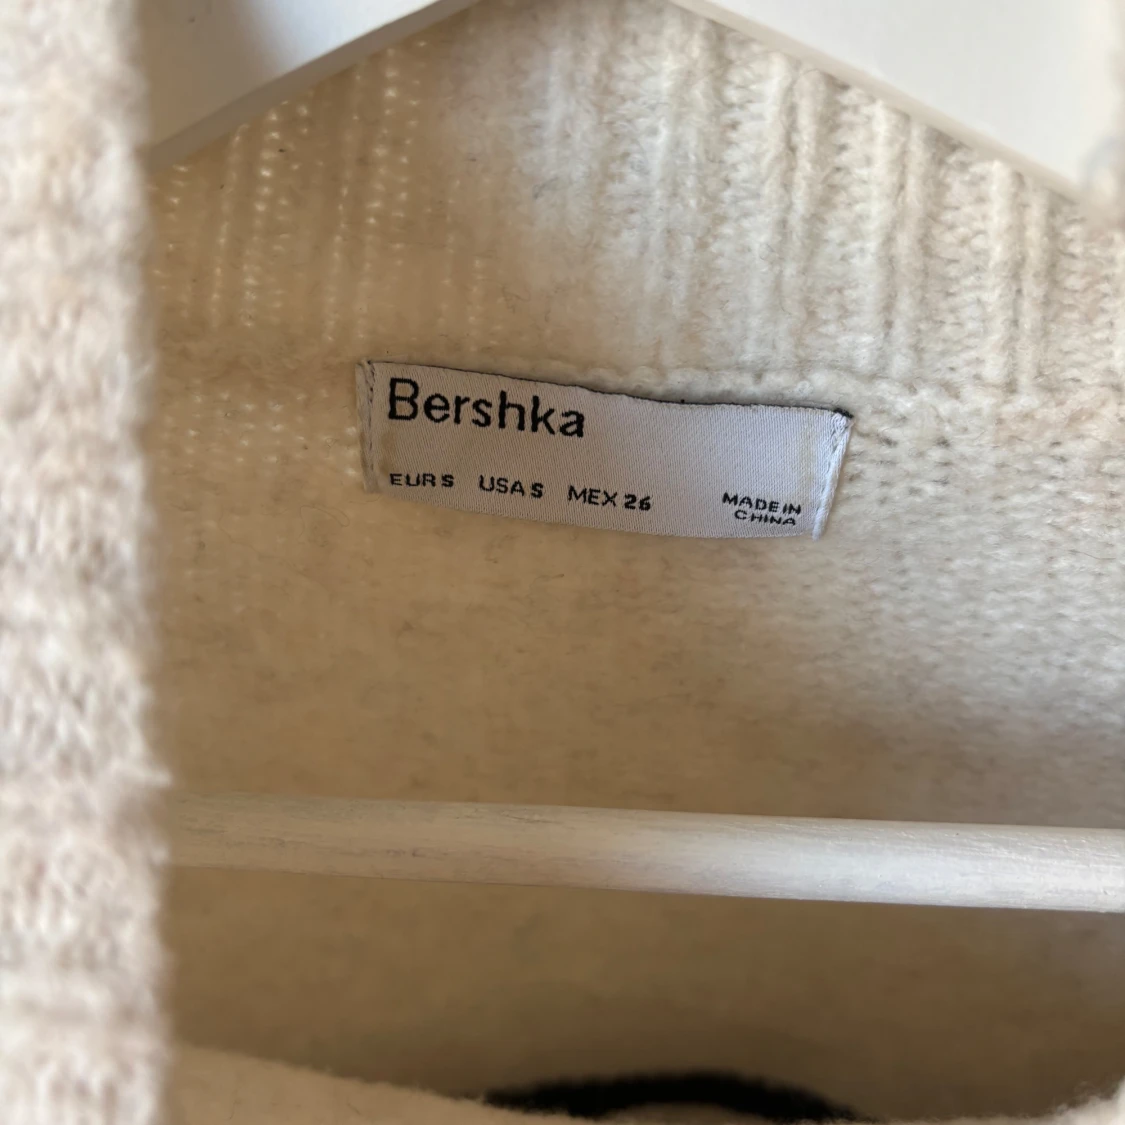 Bershka
EUR S USA S MEX 26
MADE IN
CHINA